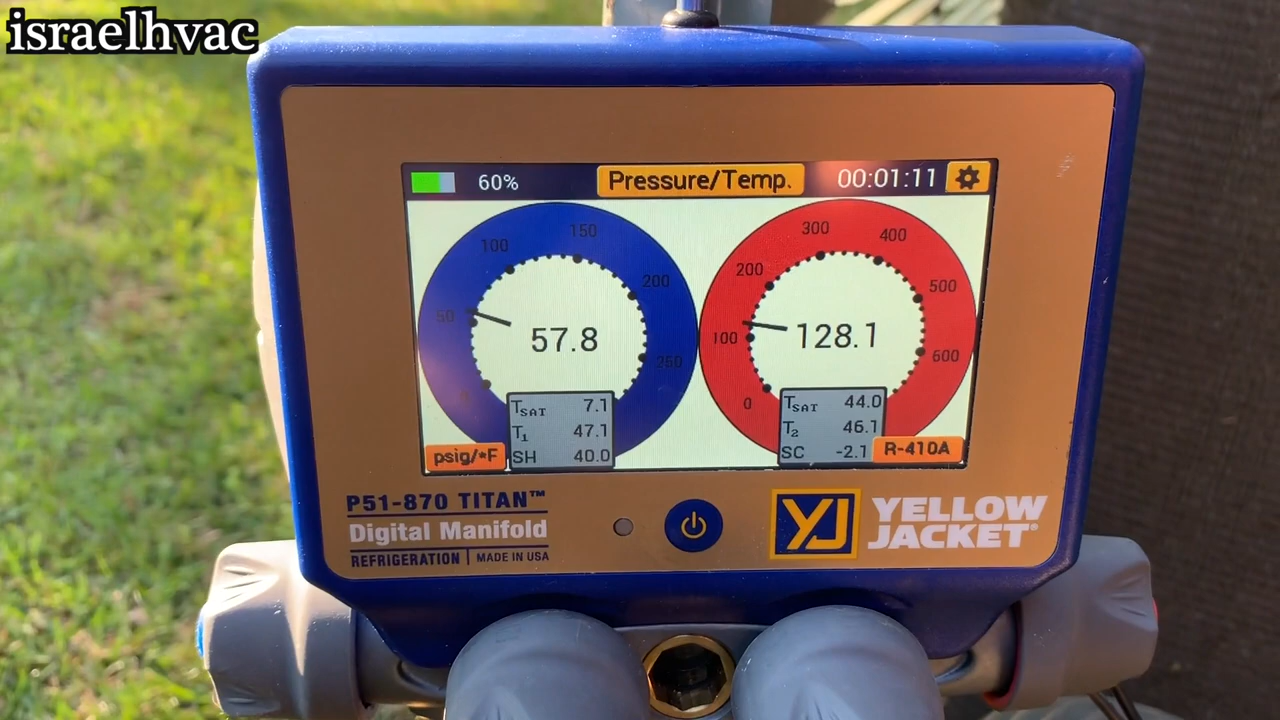 israelhvac
60%
Pressure/Temp.
00:01:11
0
50
100
150
200
250
57.8
TSAT 7.1
T1 47.1
SH 40.0
psig/°F
0
100
200
300
400
500
600
128.1
TSAT 44.0
T2 46.1
SC -2.1
R-410A
P51-870 TITAN™
Digital Manifold
REFRIGERATION | MADE IN USA
YJ
YELLOW
JACKET®